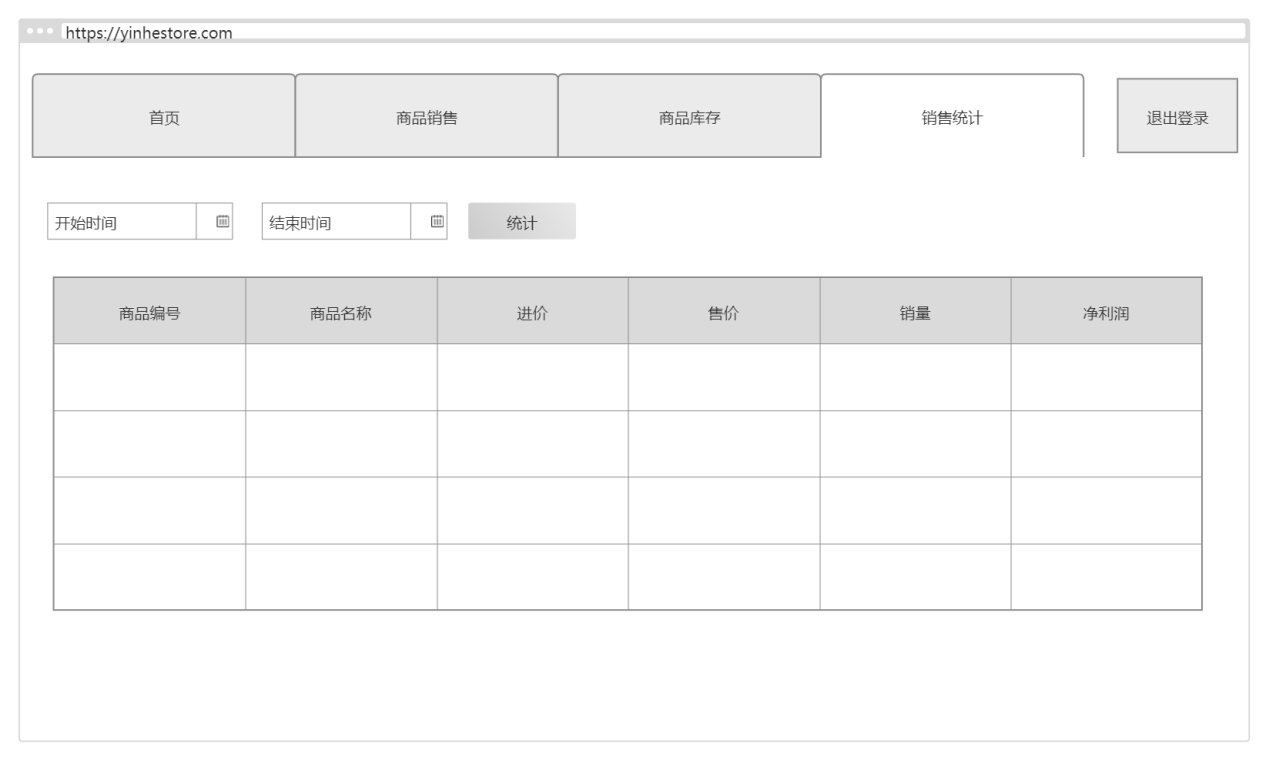 https://yinhestore.com
首页 商品销售 商品库存 销售统计 退出登录
开始时间 结束时间 统计
商品编号 商品名称 进价 售价 销量 净利润